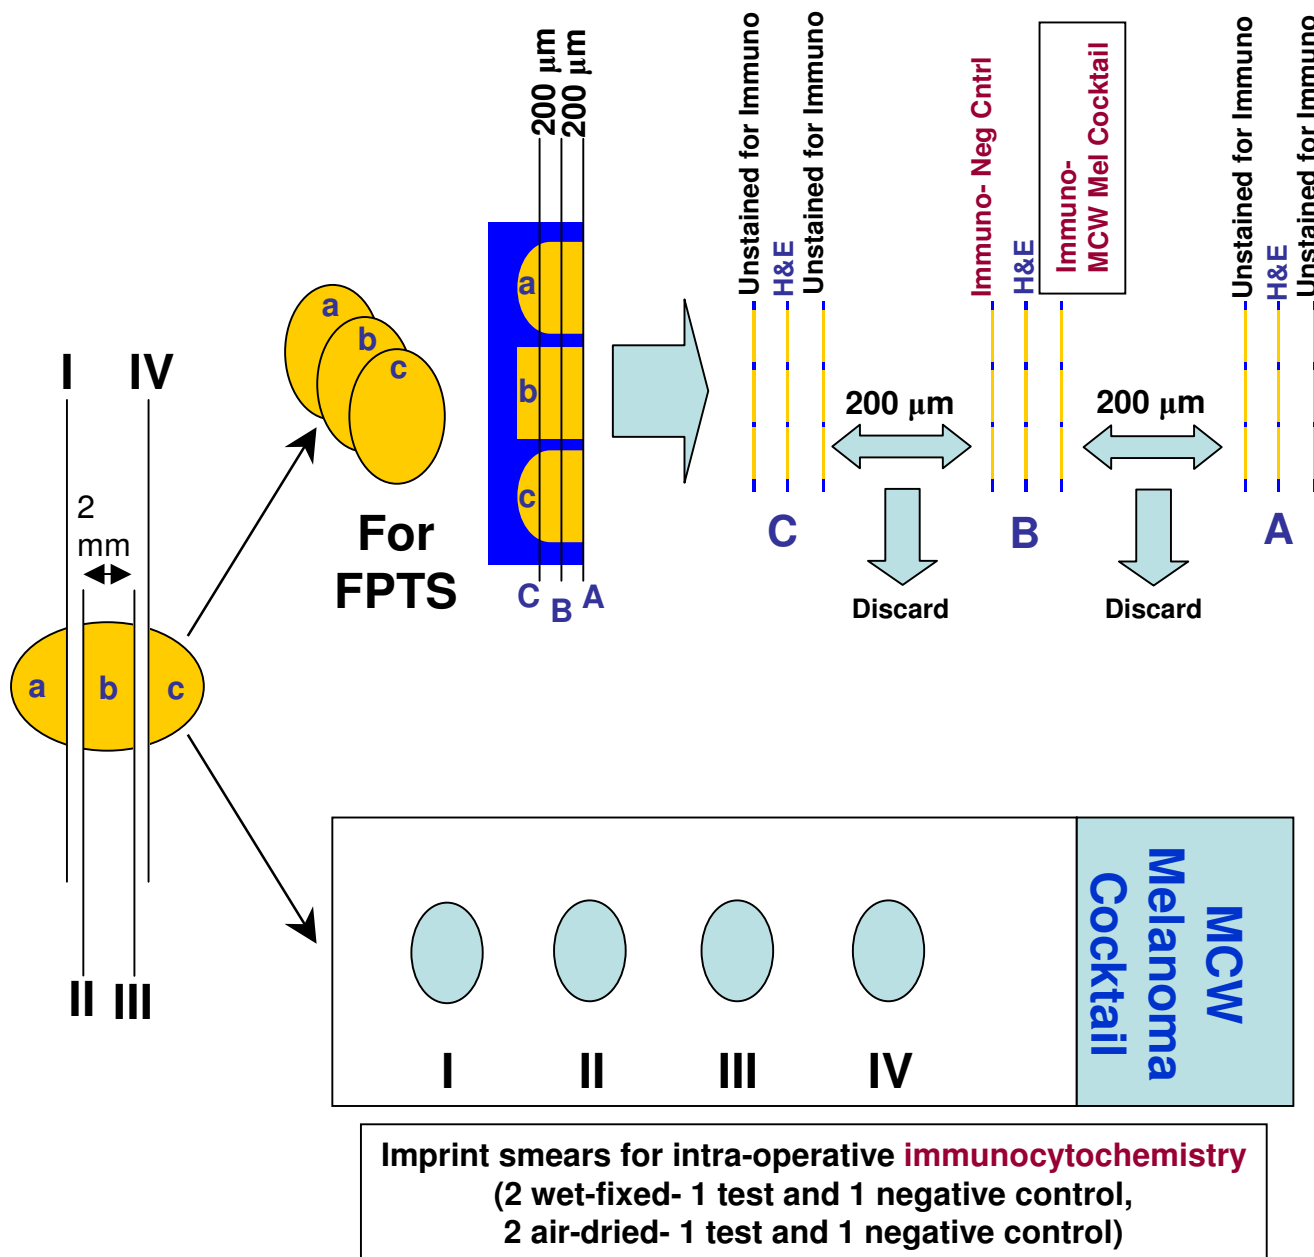 200 µm
200 µm
Unstained for Immuno
H&E
Unstained for Immuno
Immuno- Neg Cntrl
H&E
Immuno-
MCW Mel Cocktail
Unstained for Immuno
H&E
Unstained for Immuno
a
b
c
a
b
c
I
IV
2
mm
For
FPTS
C
B
A
200 µm
200 µm
C
B
A
Discard
Discard
a
b
c
II
III
I
II
III
IV
MCW
Melanoma
Cocktail
Imprint smears for intra-operative immunocytochemistry
(2 wet-fixed- 1 test and 1 negative control,
2 air-dried- 1 test and 1 negative control)